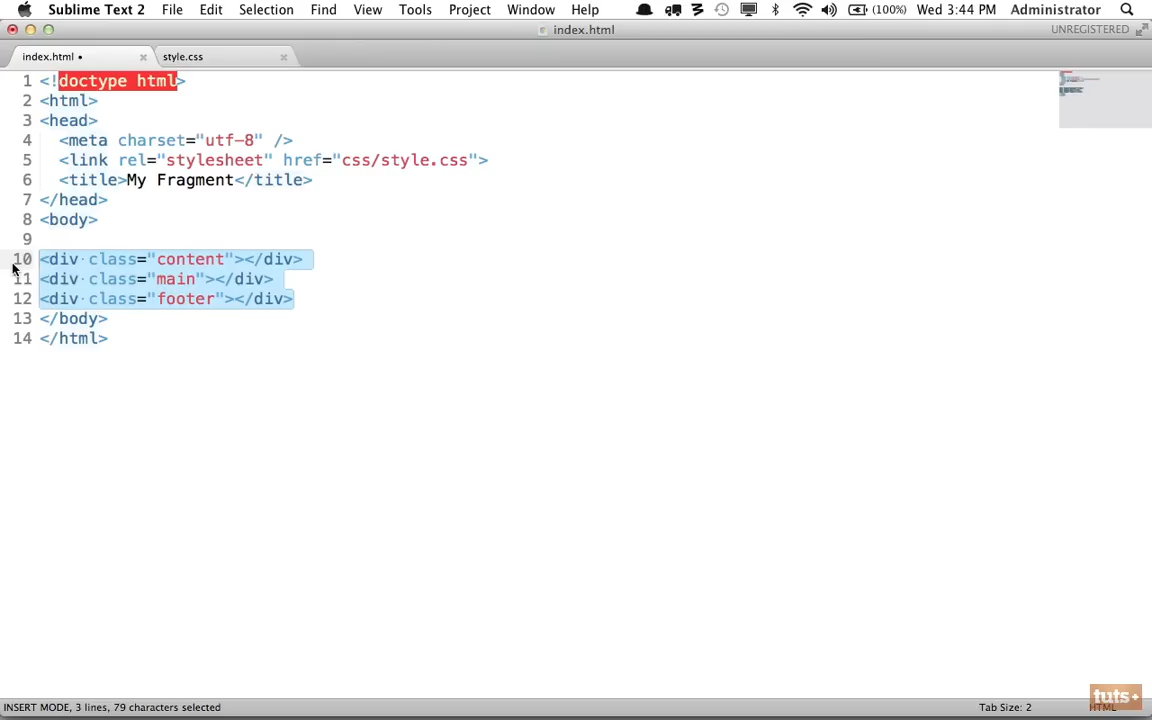 Sublime Text 2 File Edit Selection Find View Tools Project Window Help (100%) Wed 3:44 PM Administrator
index.html UNREGISTERED
index.html • style.css
1 <!doctype html>
2 <html>
3 <head>
4 <meta charset="utf-8" />
5 <link rel="stylesheet" href="css/style.css">
6 <title>My Fragment</title>
7 </head>
8 <body>
9
10 <div class="content"></div>
11 <div class="main"></div>
12 <div class="footer"></div>
13 </body>
14 </html>
tuts+
INSERT MODE, 3 lines, 79 characters selected Tab Size: 2 HTML